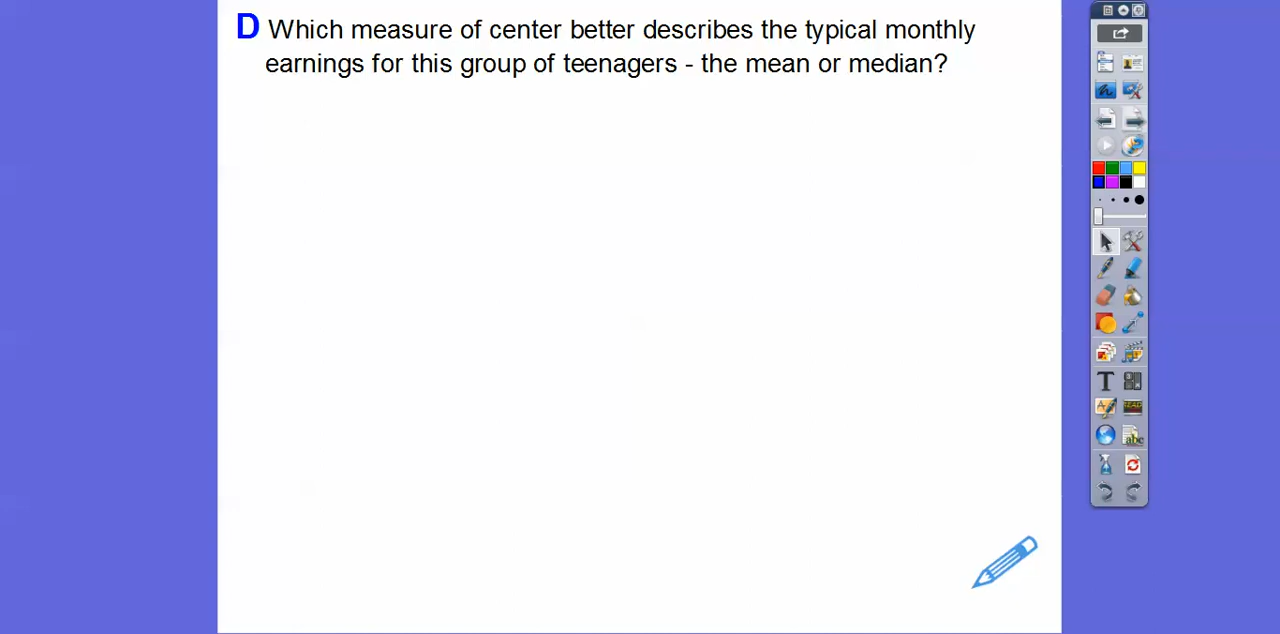 D Which measure of center better describes the typical monthly
earnings for this group of teenagers - the mean or median?